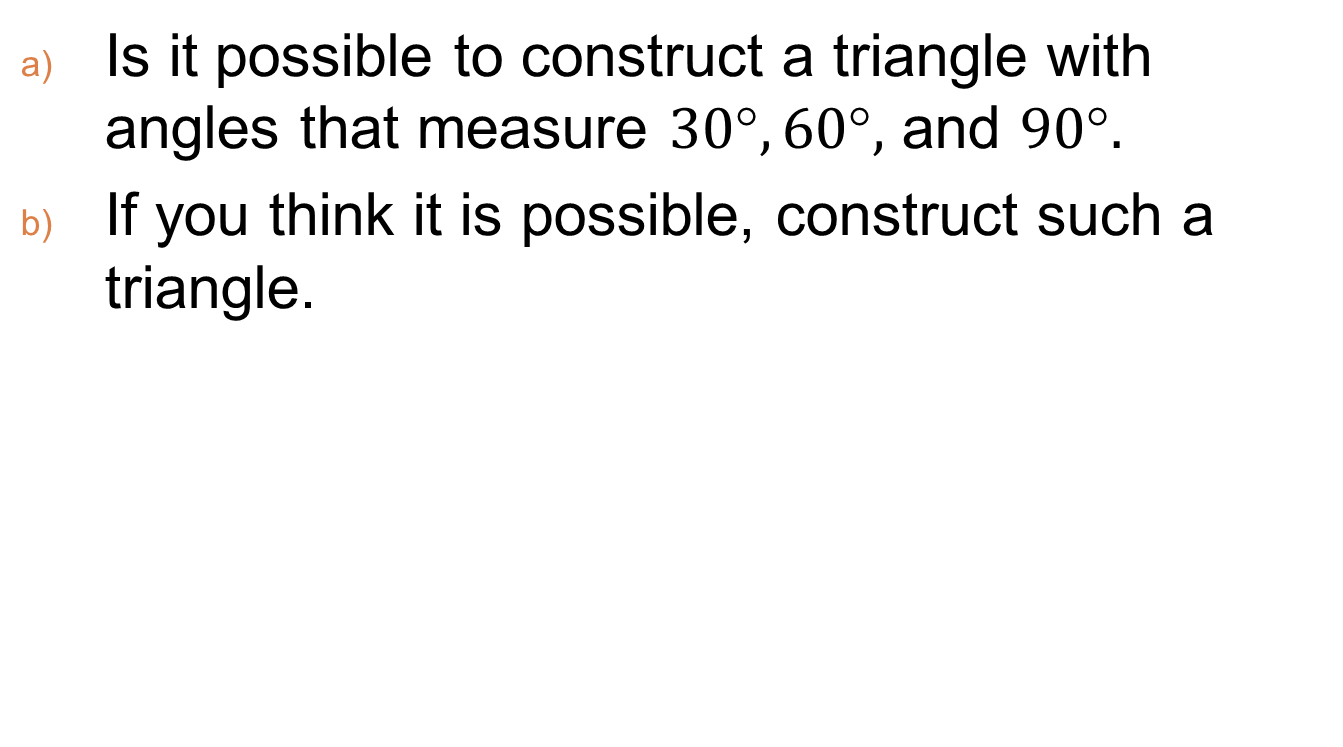 a) Is it possible to construct a triangle with
angles that measure 30°, 60°, and 90°.
b) If you think it is possible, construct such a
triangle.